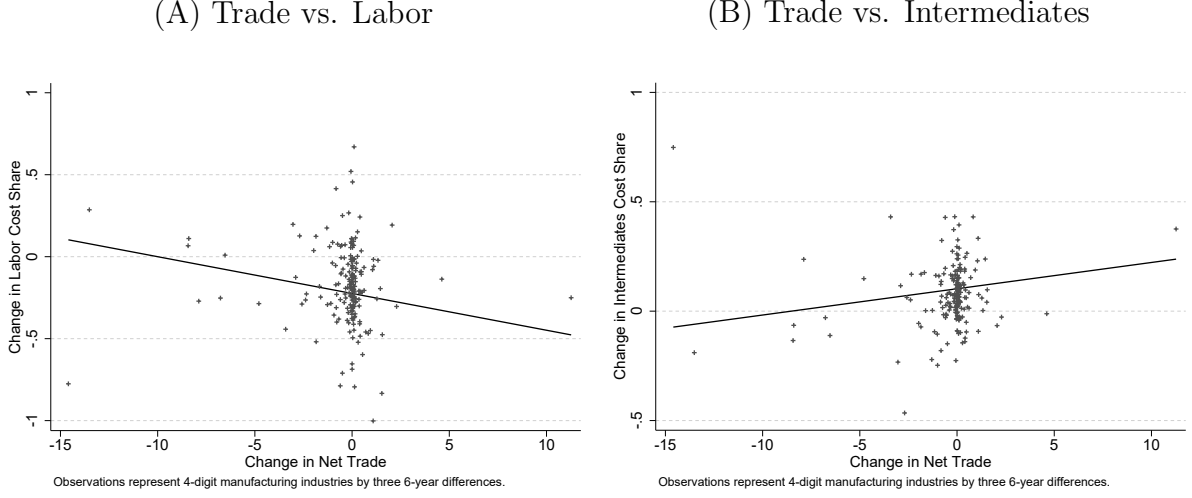 (A) Trade vs. Labor
Change in Labor Cost Share
1
.5
0
-.5
-1
-15
-10
-5
0
5
10
Change in Net Trade
Observations represent 4-digit manufacturing industries by three 6-year differences.
(B) Trade vs. Intermediates
Change in Intermediates Cost Share
1
.5
0
-.5
-15
-10
-5
0
5
10
Change in Net Trade
Observations represent 4-digit manufacturing industries by three 6-year differences.